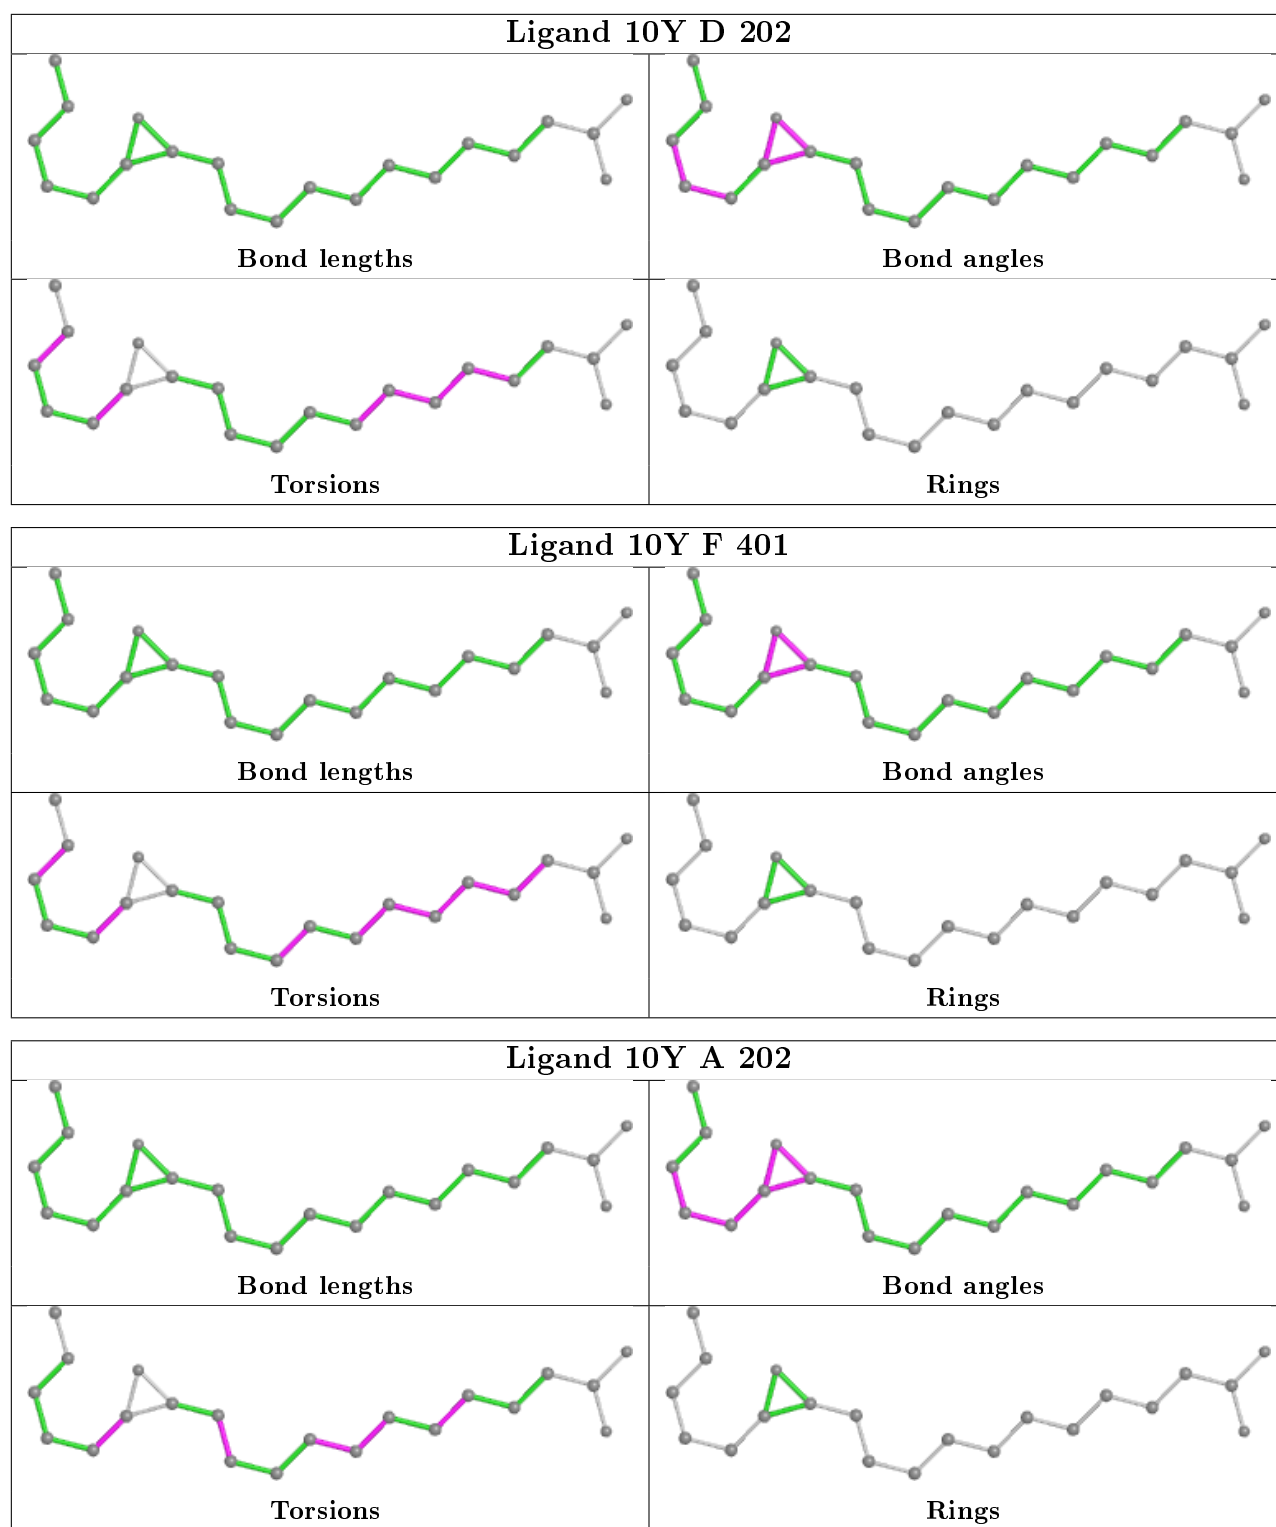 Ligand 10Y D 202
Bond lengths
Bond angles
Torsions
Rings
Ligand 10Y F 401
Bond lengths
Bond angles
Torsions
Rings
Ligand 10Y A 202
Bond lengths
Bond angles
Torsions
Rings